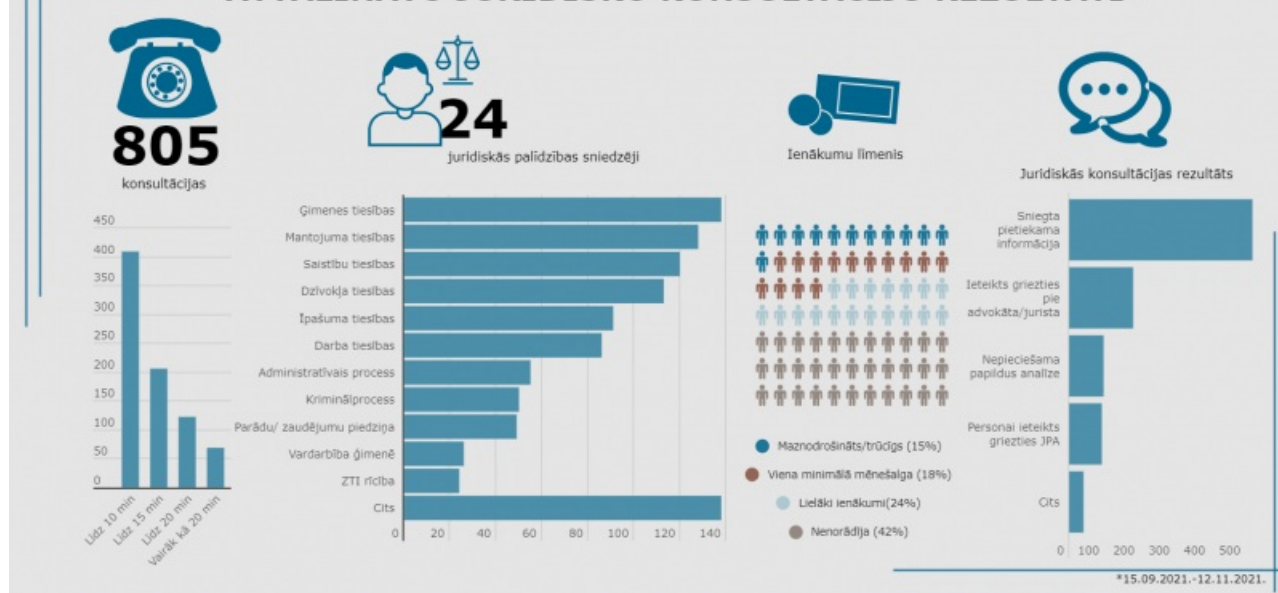 805
konsultācijas
450
400
350
300
250
200
150
100
50
0
Līdz 10 min
Līdz 15 min
Līdz 20 min
Vairāk kā 20 min
24
juridiskās palīdzības sniedzēji
Ģimenes tiesības
Mantojuma tiesības
Saistību tiesības
Dzīvokļa tiesības
Īpašuma tiesības
Darba tiesības
Administratīvais process
Kriminālprocess
Parādu/ zaudējumu piedziņa
Vardarbība ģimenē
ZTI rīcība
Cits
0 20 40 60 80 100 120 140
Ienākumu līmenis
Maznodrošināts/trūcīgs (15%)
Viena minimālā mēnešalga (18%)
Lielāki ienākumi(24%)
Nenorādīja (42%)
Juridiskās konsultācijas rezultāts
Sniegta
pietiekama
informācija
Ieteikts griezties
pie
advokāta/jurista
Nepieciešama
papildus analīze
Personai ieteikts
griezties JPA
Cits
0 100 200 300 400 500
*15.09.2021.-12.11.2021.